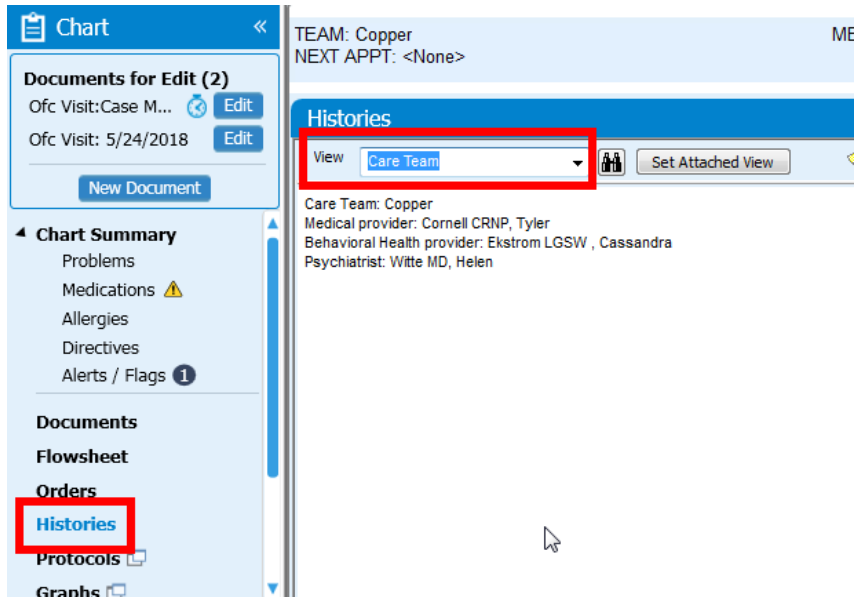 Chart «
Documents for Edit (2)
Ofc Visit:Case M... Edit
Ofc Visit: 5/24/2018 Edit
New Document
Chart Summary
Problems
Medications
Allergies
Directives
Alerts / Flags 1
Documents
Flowsheet
Orders
Histories
Protocols
Graphs
TEAM: Copper ME
NEXT APPT: <None>
Histories
View Care Team Set Attached View
Care Team: Copper
Medical provider: Cornell CRNP, Tyler
Behavioral Health provider: Ekstrom LGSW , Cassandra
Psychiatrist: Witte MD, Helen